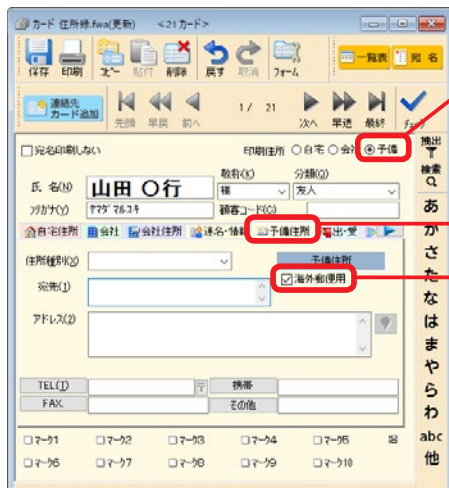 カード 住所録.fwa(更新) <21カード>
保存 印刷 コピー 貼付 削除 戻す 取消 フォーム 一覧表 宛名
連絡先カード追加 先頭 早戻 前へ 1/ 21 次へ 早送 最終 チェック
□宛名印刷しない 印刷住所 ○自宅 ○会社 ◉予備 抽出
敬称(K) 分類(Q) 検索
氏 名(N) 山田 ○行 様 友人 あ
フリガナ(Y) ヤマダ マルユキ 顧客コード(C) か
自宅住所 会社 会社住所 連名・情報 予備住所 出・受 さ
住所種別(X) 予備住所 た
宛先(J) ☑海外郵便用 な
アドレス(2) は
ま
や
TEL(T) 携帯 ら
FAX. その他 わ
□マーク1 □マーク2 □マーク3 □マーク4 □マーク5 abc
□マーク6 □マーク7 □マーク8 □マーク9 □マーク10 他